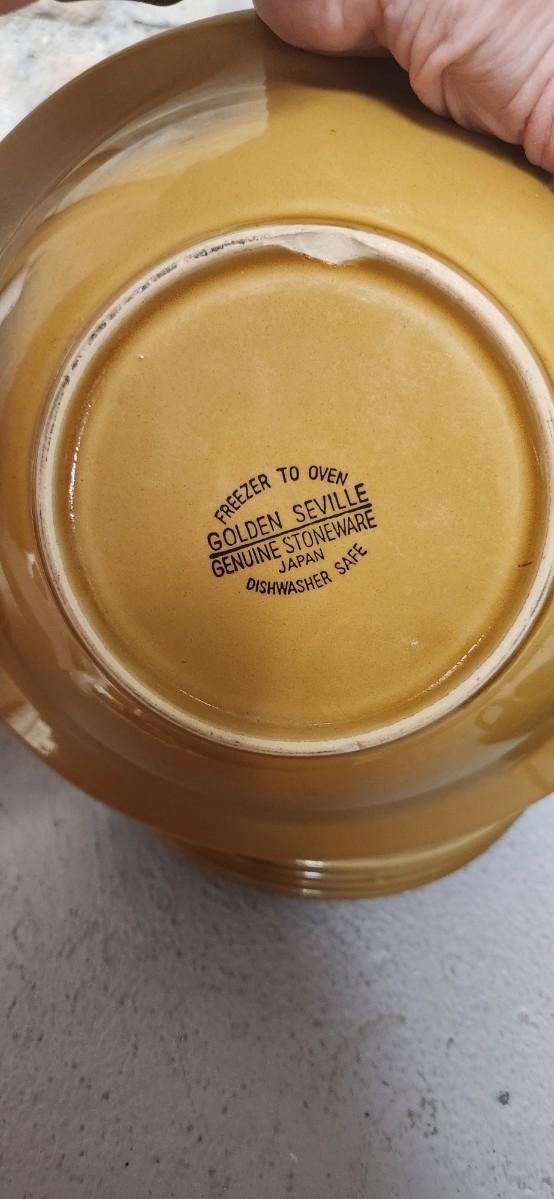 FREEZER TO OVEN
GOLDEN SEVILLE
GENUINE STONEWARE
JAPAN
DISHWASHER SAFE